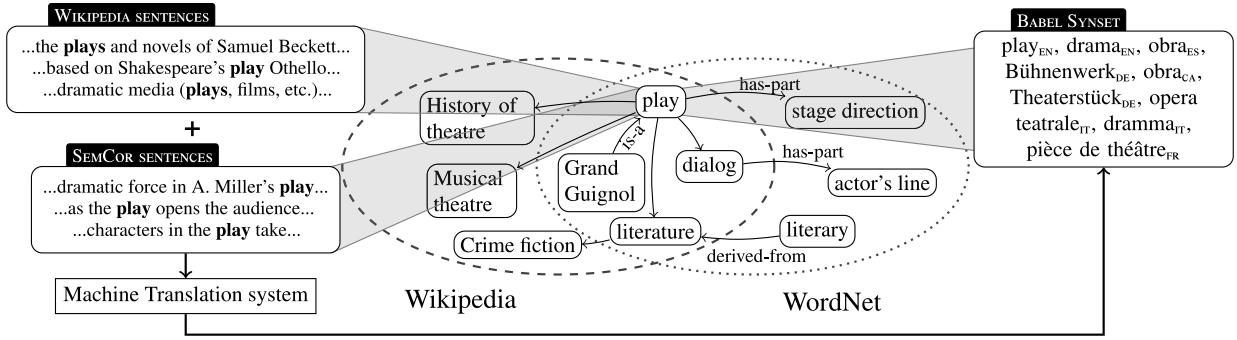 WIKIPEDIA SENTENCES
...the plays and novels of Samuel Beckett...
...based on Shakespeare's play Othello...
...dramatic media (plays, films, etc.)...
+
SEMCOR SENTENCES
...dramatic force in A. Miller's play...
...as the play opens the audience...
...characters in the play take...
Machine Translation system
play
has-part
stage direction
History of
theatre
is-a
Grand
Guignol
dialog
has-part
actor's line
Musical
theatre
literature
literary
derived-from
Crime fiction
Wikipedia
WordNet
BABEL SYNSET
playEN, dramaEN, obraES,
BühnenwerkDE, obraCA,
TheaterstückDE, opera
teatraleIT, drammaIT,
pièce de théâtreFR